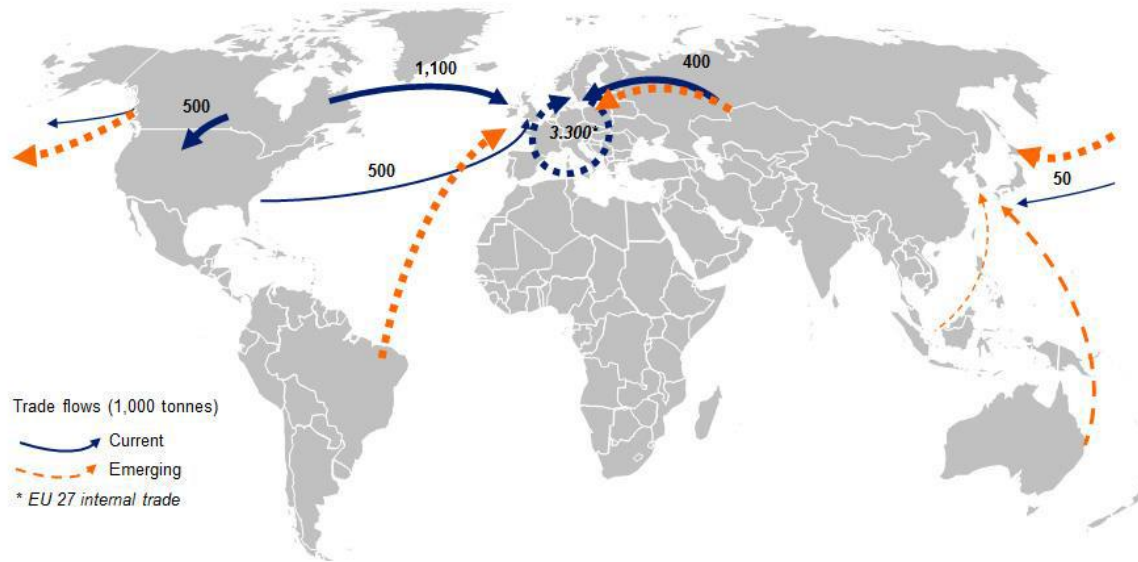 1,100
400
500
3.300*
500
50
Trade flows (1,000 tonnes)
Current
Emerging
* EU 27 internal trade